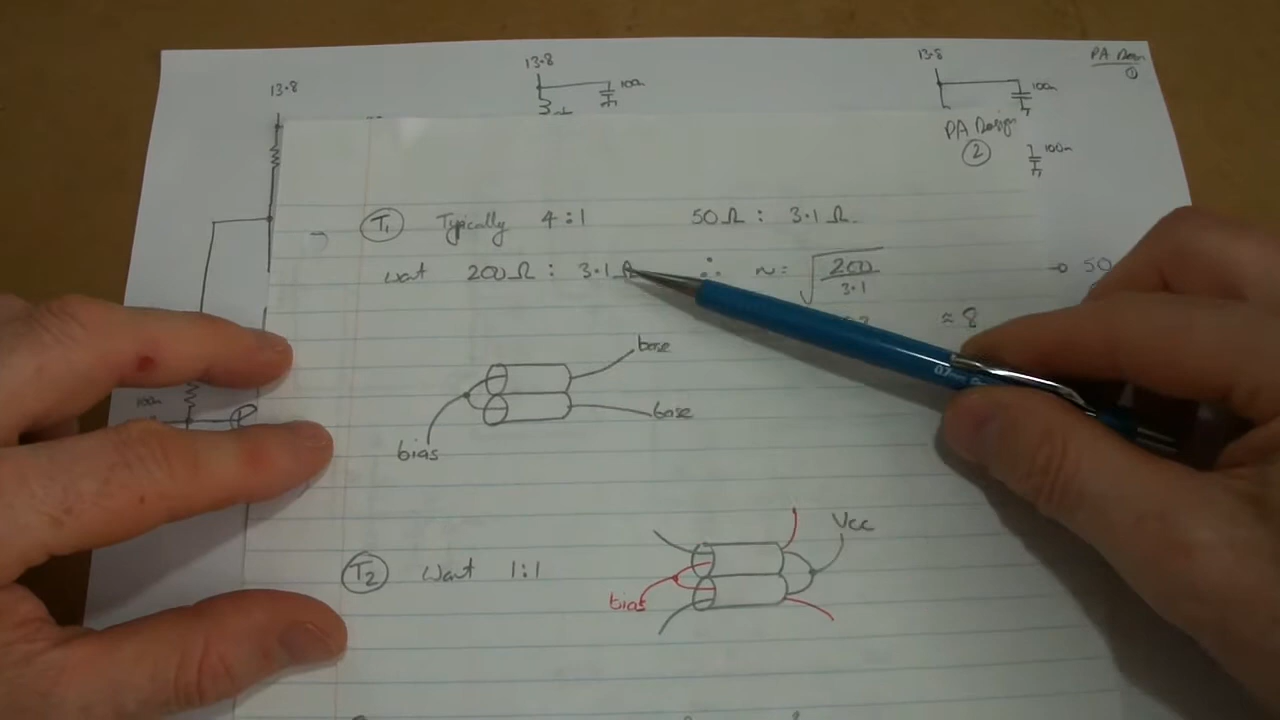 13.8
13.8
13.8
PA Desn
1
100n
100n
PA Design
2
100n
T1 Typically 4:1 50Ω : 3.1Ω
want 200Ω : 3.1Ω ∴ n = √200/3.1 → 50
≈ 8
base
base
bias
100n
T2 Want 1:1
Vcc
bias